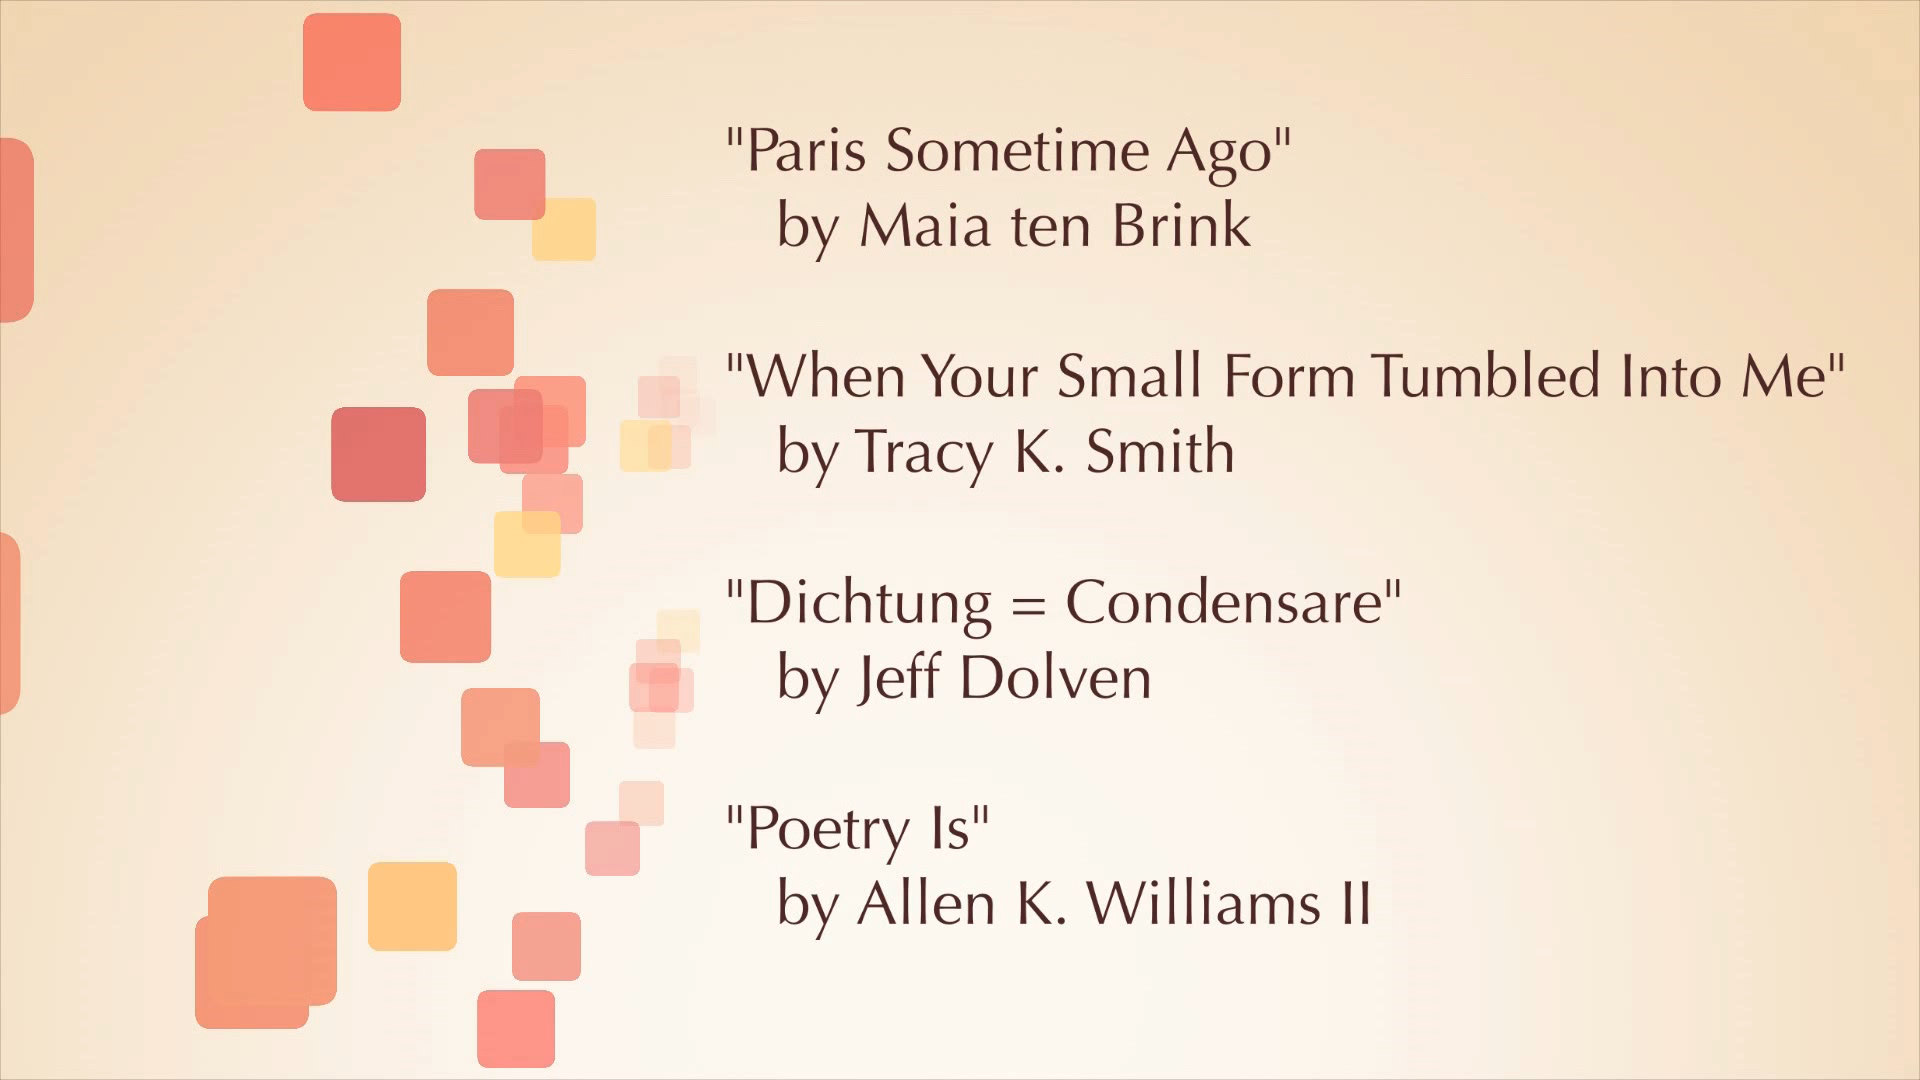 "Paris Sometime Ago"
by Maia ten Brink
"When Your Small Form Tumbled Into Me"
by Tracy K. Smith
"Dichtung = Condensare"
by Jeff Dolven
"Poetry Is"
by Allen K. Williams II